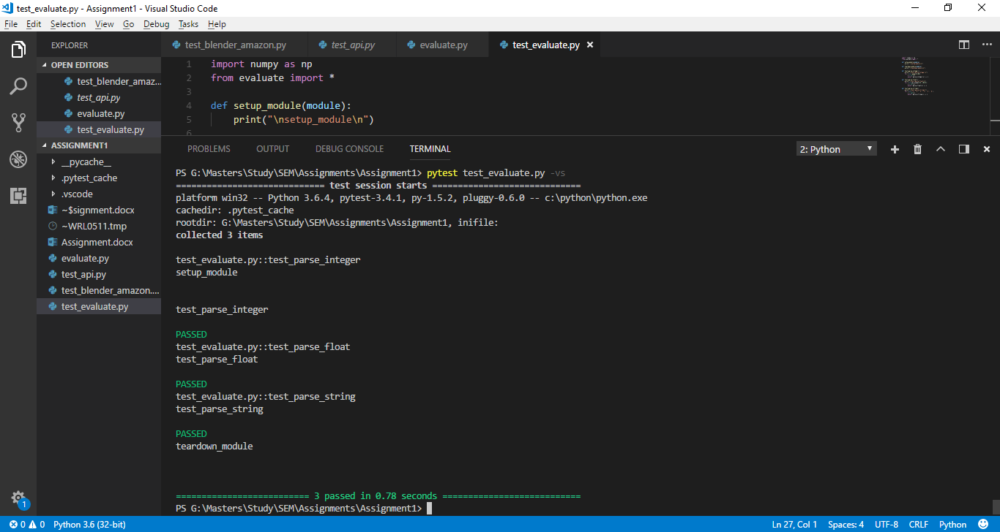 test_evaluate.py - Assignment1 - Visual Studio Code
File Edit Selection View Go Debug Tasks Help
EXPLORER
OPEN EDITORS
test_blender_amaz...
test_api.py
evaluate.py
test_evaluate.py
ASSIGNMENT1
__pycache__
.pytest_cache
.vscode
~$signment.docx
~WRL0511.tmp
Assignment.docx
evaluate.py
test_api.py
test_blender_amazon....
test_evaluate.py
1
test_blender_amazon.py test_api.py evaluate.py test_evaluate.py
1 import numpy as np
2 from evaluate import *
3
4 def setup_module(module):
5 print("\nsetup_module\n")
6
PROBLEMS OUTPUT DEBUG CONSOLE TERMINAL 2: Python
PS G:\Masters\Study\SEM\Assignments\Assignment1> pytest test_evaluate.py -vs
============================= test session starts =============================
platform win32 -- Python 3.6.4, pytest-3.4.1, py-1.5.2, pluggy-0.6.0 -- c:\python\python.exe
cachedir: .pytest_cache
rootdir: G:\Masters\Study\SEM\Assignments\Assignment1, inifile:
collected 3 items
test_evaluate.py::test_parse_integer
setup_module
test_parse_integer
PASSED
test_evaluate.py::test_parse_float
test_parse_float
PASSED
test_evaluate.py::test_parse_string
test_parse_string
PASSED
teardown_module
========================== 3 passed in 0.78 seconds ===========================
PS G:\Masters\Study\SEM\Assignments\Assignment1>
0 0 Python 3.6 (32-bit) Ln 27, Col 1 Spaces: 4 UTF-8 CRLF Python